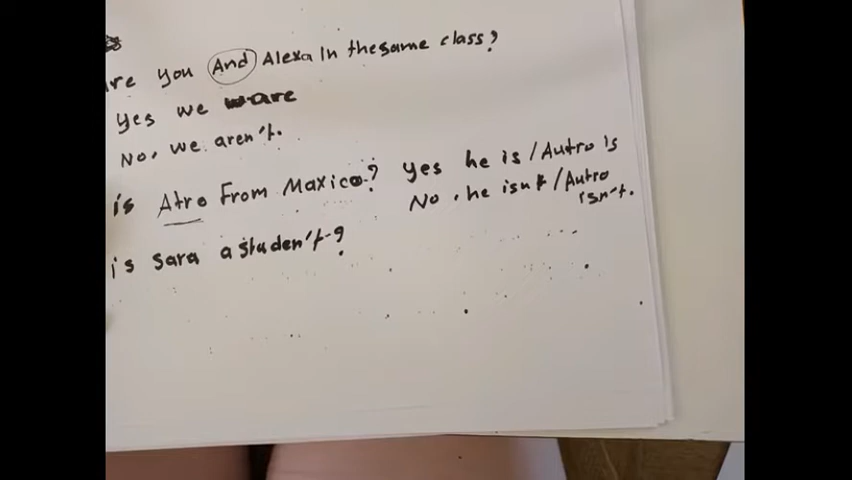 re you And Alexa In the same class?
yes we are
No, we aren't.
is Atro From Maxico? yes he is / Autro is
No, he isn't / Autro isn't.
is sara a studen't?